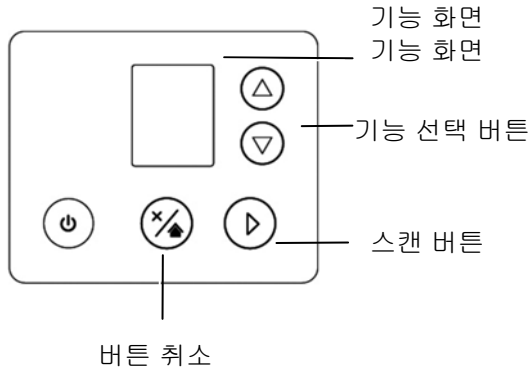 기능 화면
기능 화면
기능 선택 버튼
스캔 버튼
버튼 취소